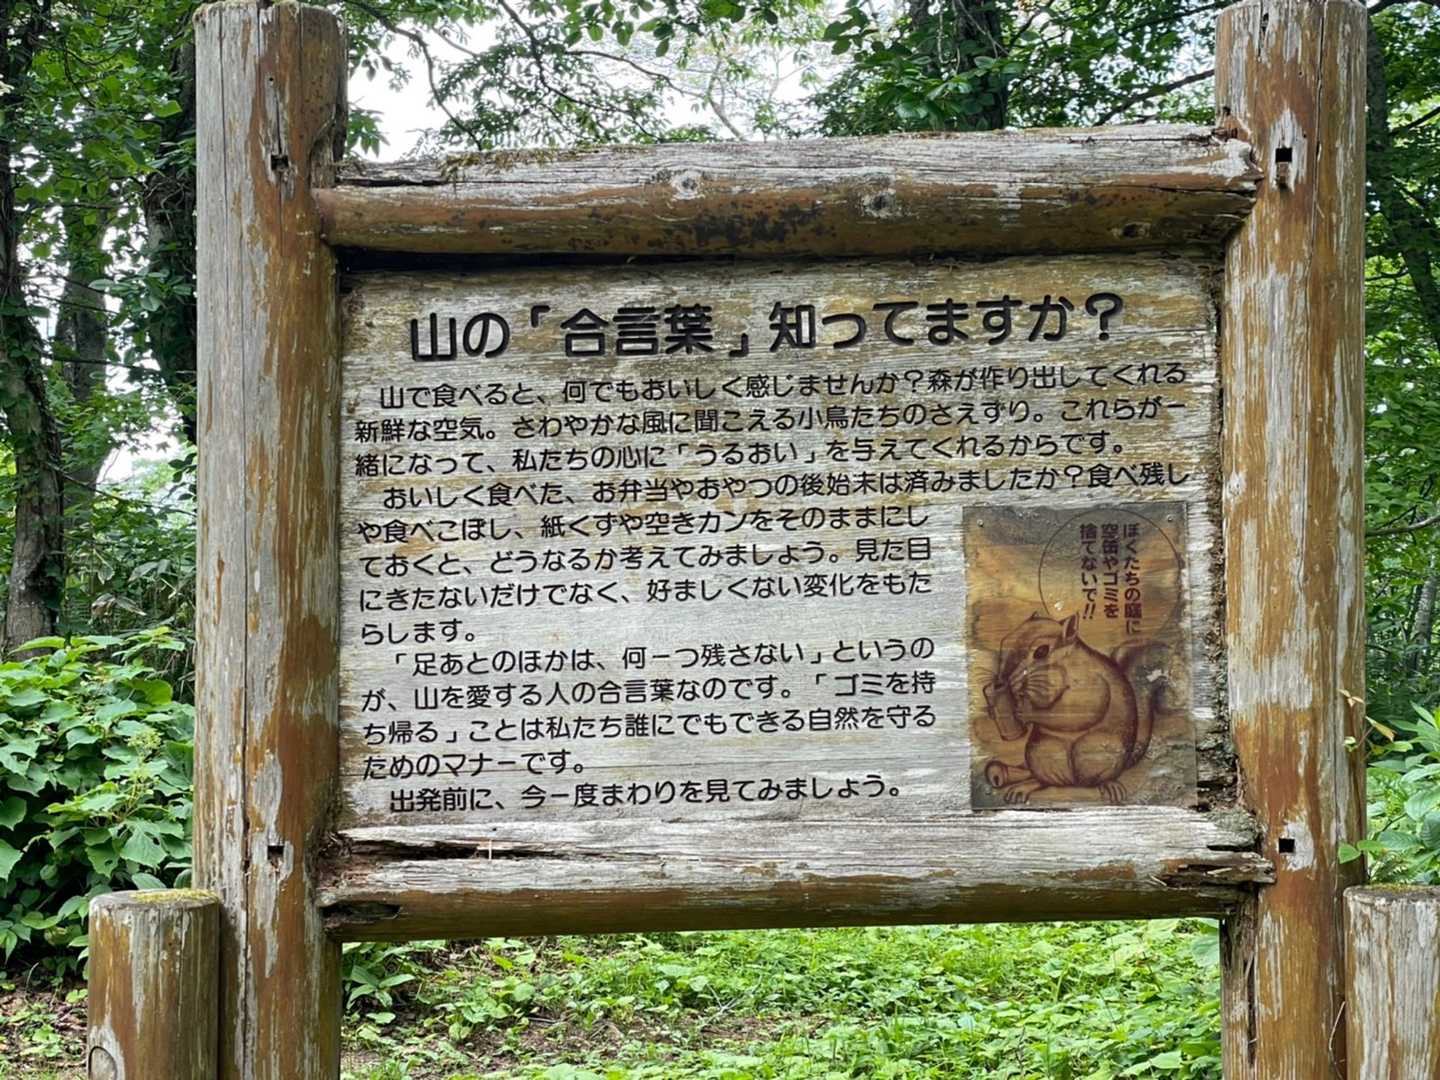 山の「合言葉」知ってますか？
山で食べると、何でもおいしく感じませんか？森が作り出してくれる
新鮮な空気。さわやかな風に聞こえる小鳥たちのさえずり。これらが一
緒になって、私たちの心に「うるおい」を与えてくれるからです。
おいしく食べた、お弁当やおやつの後始末は済みましたか？食べ残し
や食べこぼし、紙くずや空きカンをそのままにし
ておくと、どうなるか考えてみましょう。見た目
にきたないだけでなく、好ましくない変化をもた
らします。
「足あとのほかは、何一つ残さない」というの
が、山を愛する人の合言葉なのです。「ゴミを持
ち帰る」ことは私たち誰にでもできる自然を守る
ためのマナーです。
出発前に、今一度まわりを見てみましょう。
ぼくたちの庭に
空缶やゴミを
捨てないで!!